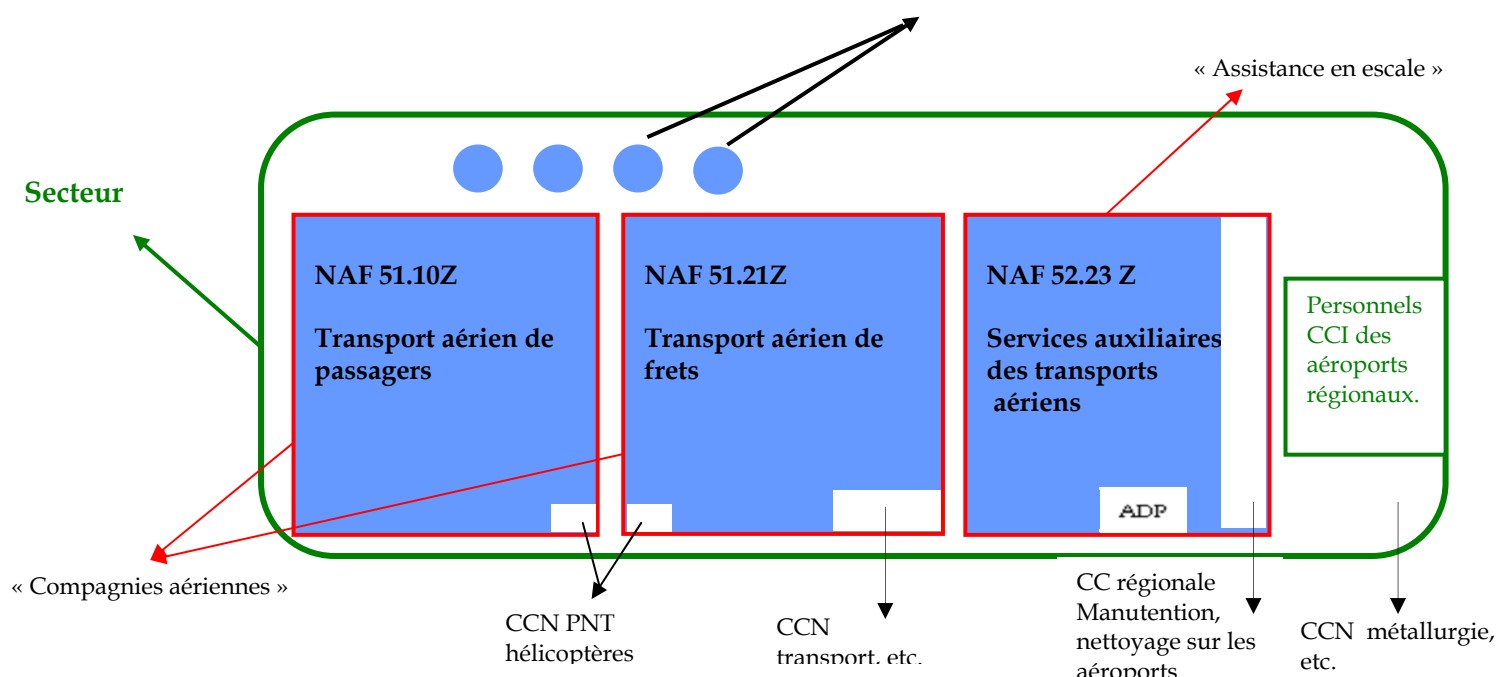 « Assistance en escale »
Secteur
NAF 51.10Z
Transport aérien de
passagers
NAF 51.21Z
Transport aérien de
frets
NAF 52.23 Z
Services auxiliaires
des transports
aériens
ADP
Personnels
CCI des
aéroports
régionaux.
« Compagnies aériennes »
CCN PNT
hélicoptères
CCN
transport, etc.
CC régionale
Manutention,
nettoyage sur les
aéroports
CCN métallurgie,
etc.